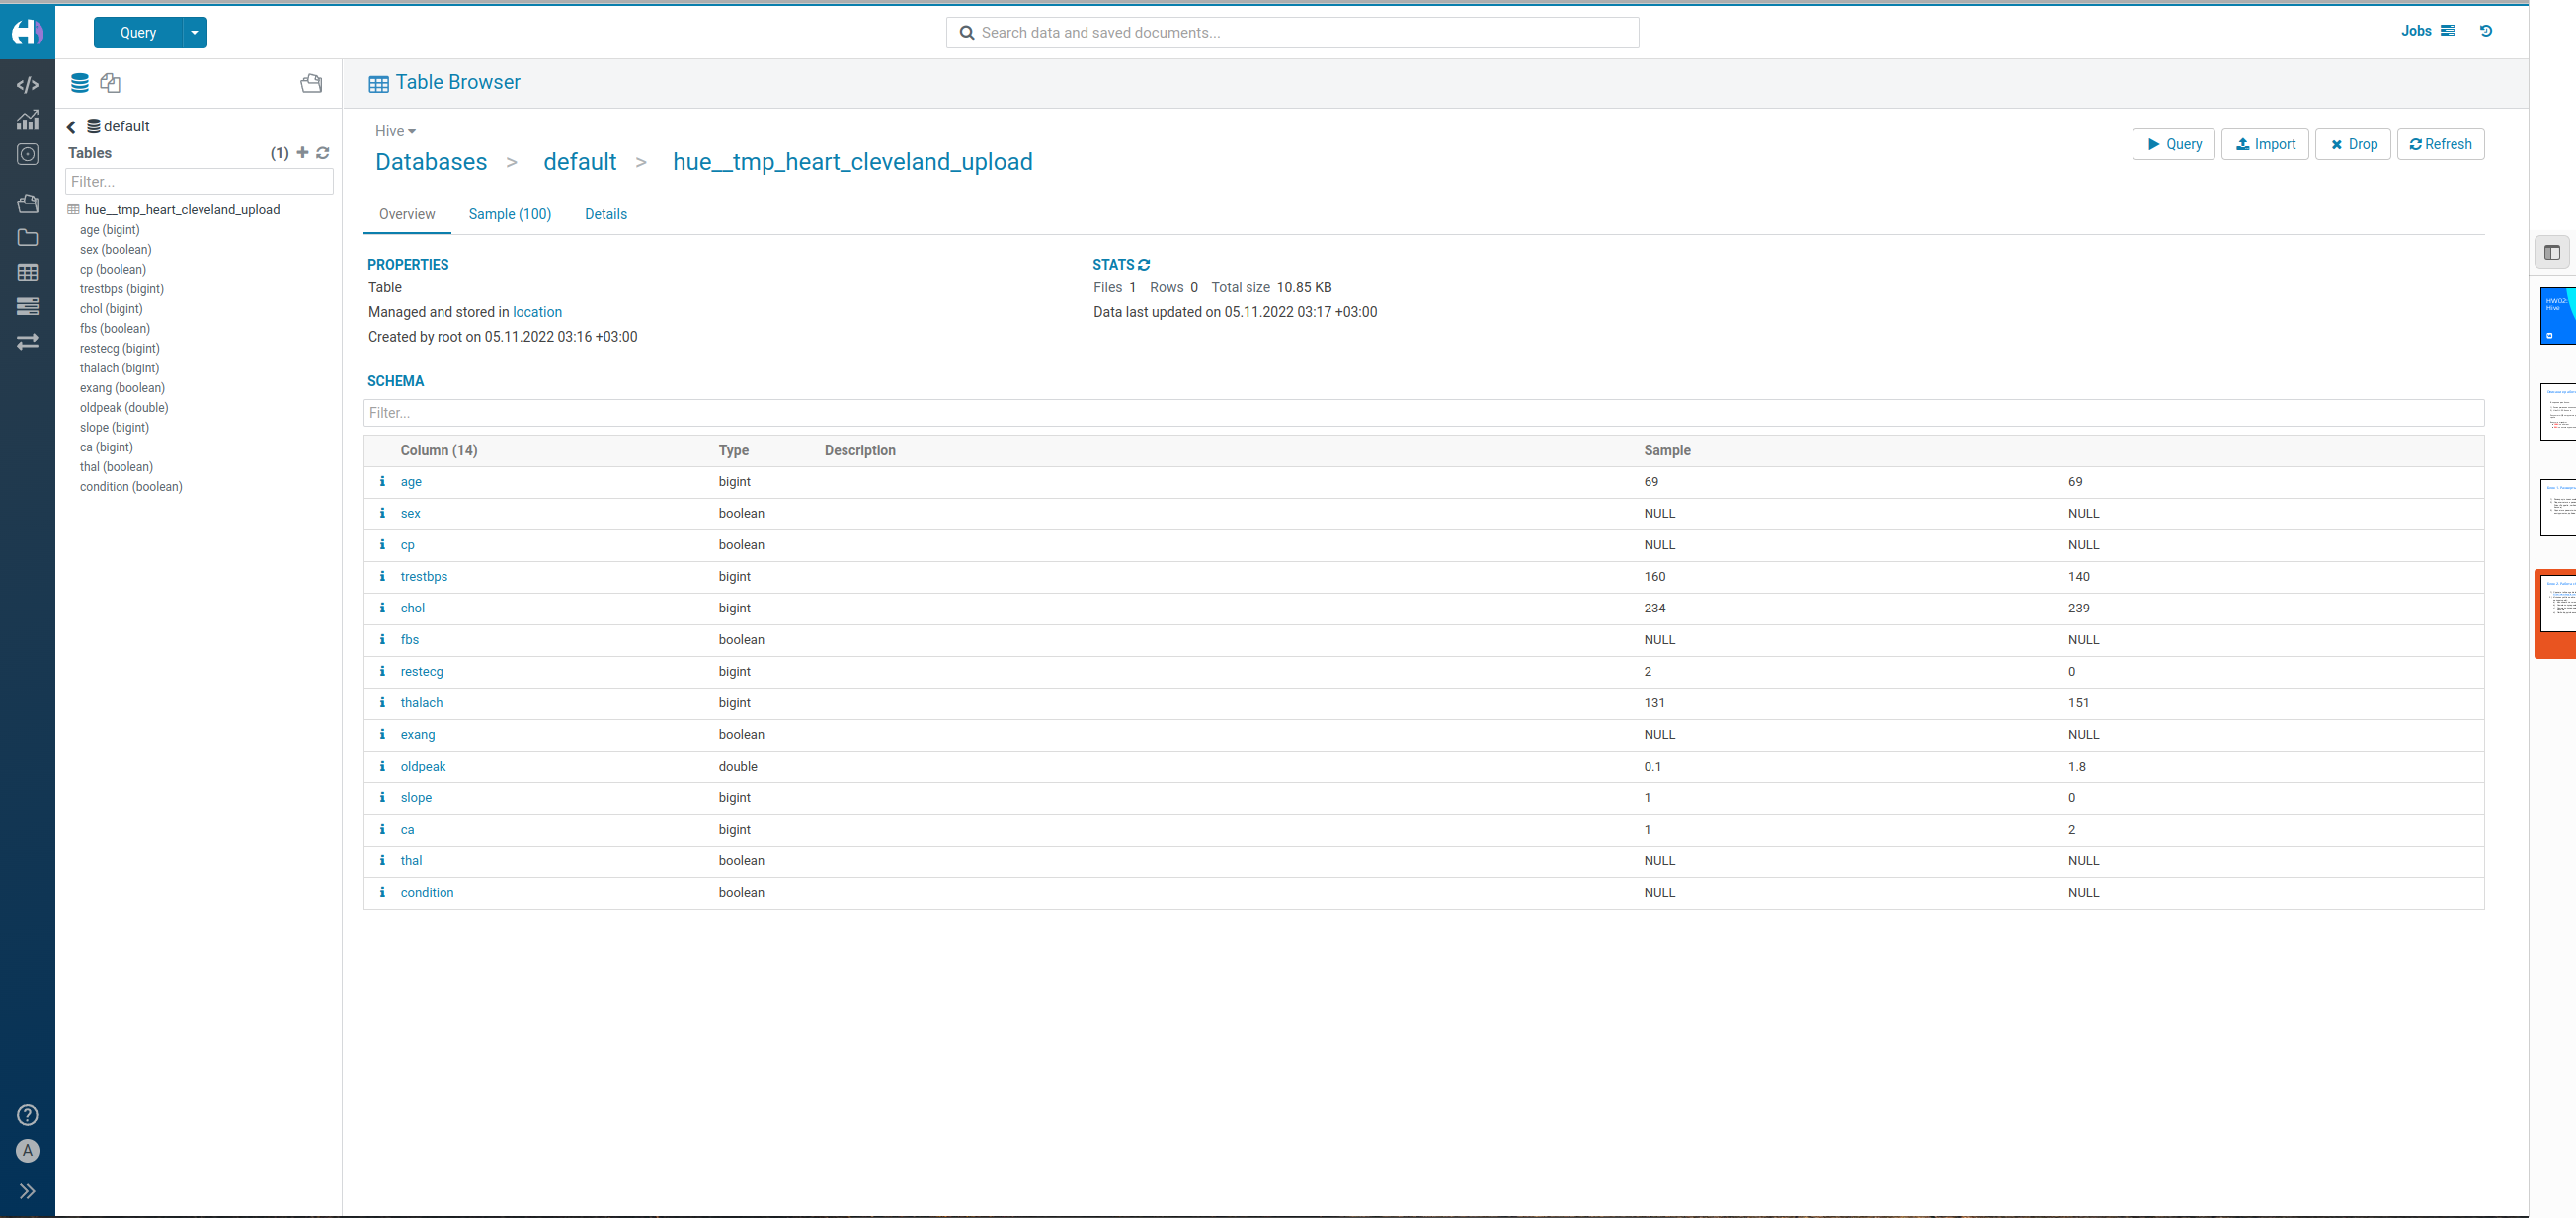 Query
Search data and saved documents...
Jobs
Table Browser
default
Tables (1)
Filter...
hue__tmp_heart_cleveland_upload
age (bigint)
sex (boolean)
cp (boolean)
trestbps (bigint)
chol (bigint)
fbs (boolean)
restecg (bigint)
thalach (bigint)
exang (boolean)
oldpeak (double)
slope (bigint)
ca (bigint)
thal (boolean)
condition (boolean)
A
Hive
Databases > default > hue__tmp_heart_cleveland_upload
Query Import Drop Refresh
Overview Sample (100) Details
PROPERTIES
Table
Managed and stored in location
Created by root on 05.11.2022 03:16 +03:00
STATS
Files 1 Rows 0 Total size 10.85 KB
Data last updated on 05.11.2022 03:17 +03:00
SCHEMA
Filter...
Column (14) Type Description Sample
i age bigint 69 69
i sex boolean NULL NULL
i cp boolean NULL NULL
i trestbps bigint 160 140
i chol bigint 234 239
i fbs boolean NULL NULL
i restecg bigint 2 0
i thalach bigint 131 151
i exang boolean NULL NULL
i oldpeak double 0.1 1.8
i slope bigint 1 0
i ca bigint 1 2
i thal boolean NULL NULL
i condition boolean NULL NULL
Hive